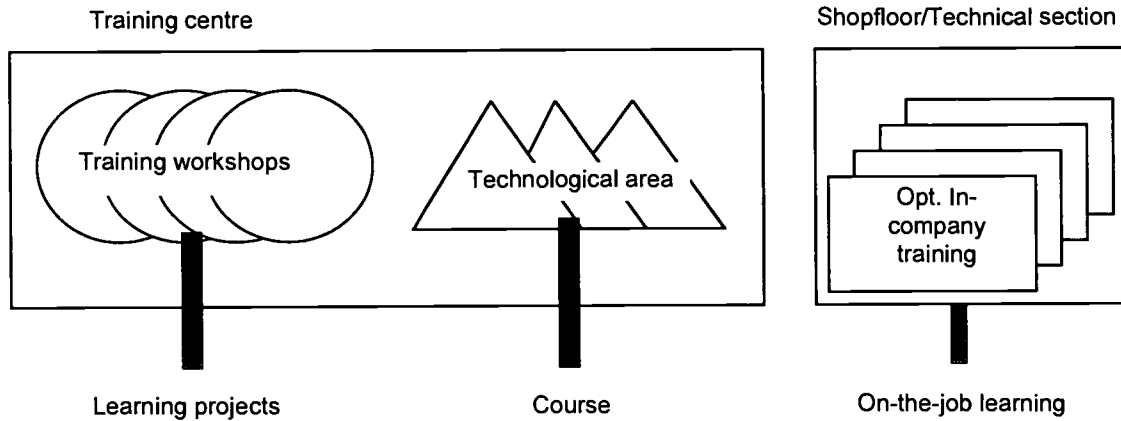 Training centre
Shopfloor/Technical section
Training workshops
Technological area
Opt. In-
company
training
Learning projects
Course
On-the-job learning